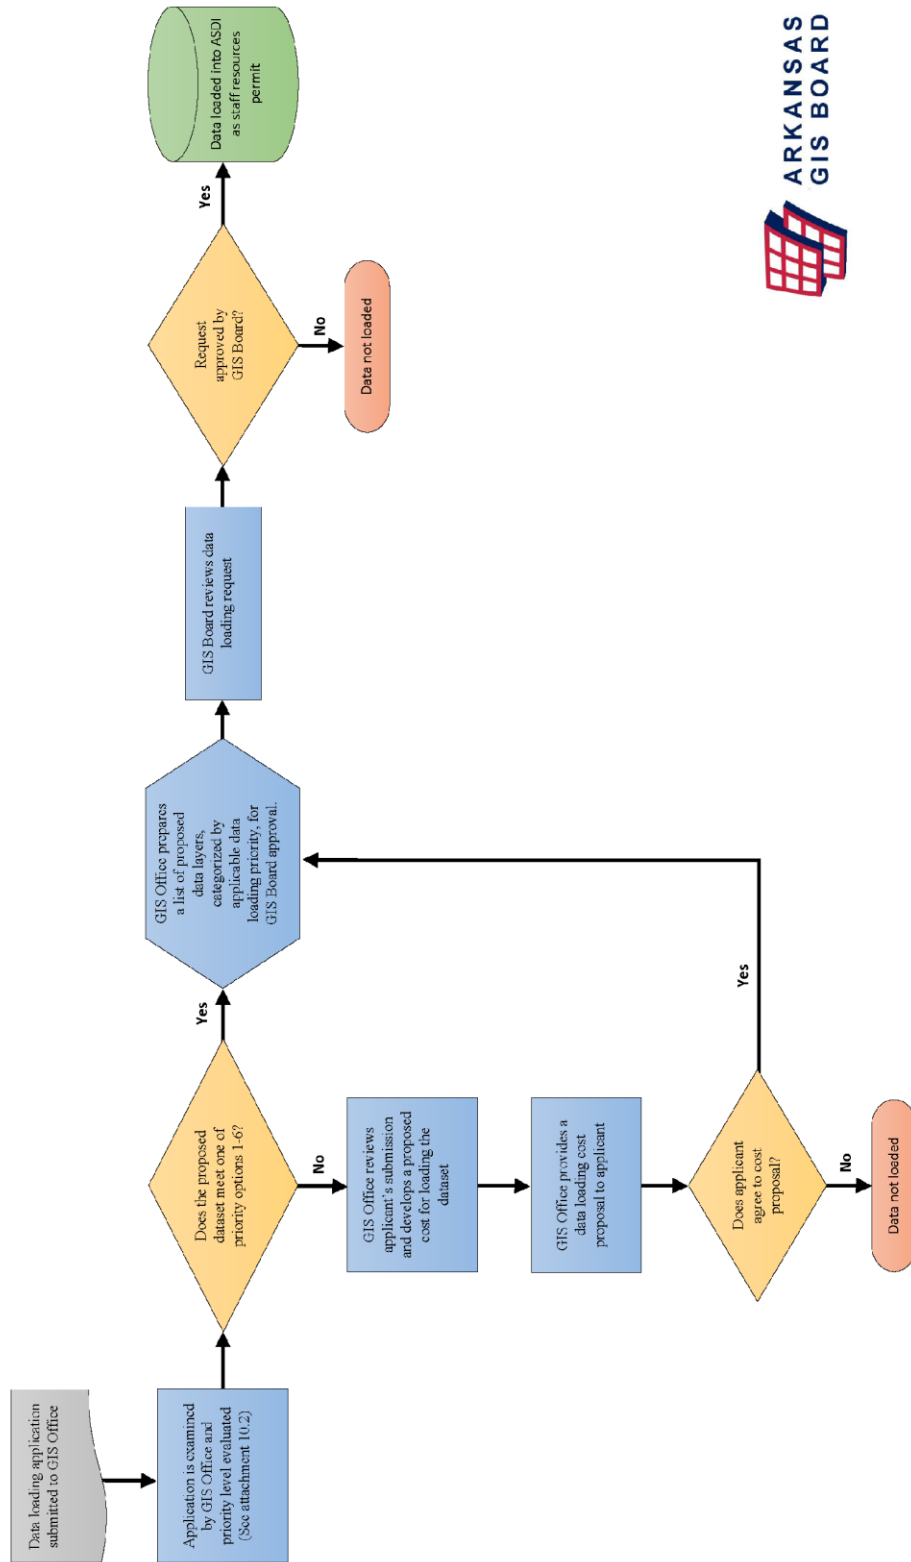 Data loading application
submitted to GIS Office
Application is examined
by GIS Office and
priority level evaluated
(See attachment 10.2)
Does the proposed
dataset meet one of
priority options 1-6?
Yes
No
GIS Office reviews
applicant's submission
and develops a proposed
cost for loading the
dataset
GIS Office provides a
data loading cost
proposal to applicant
Does applicant
agree to cost
proposal?
Yes
No
Data not loaded
GIS Office prepares
a list of proposed
data layers,
categorized by
applicable data
loading priority, for
GIS Board approval.
GIS Board reviews data
loading request
Request
approved by
GIS Board?
Yes
No
Data not loaded
Data loaded into ASDI
as staff resources
permit
ARKANSAS
GIS BOARD